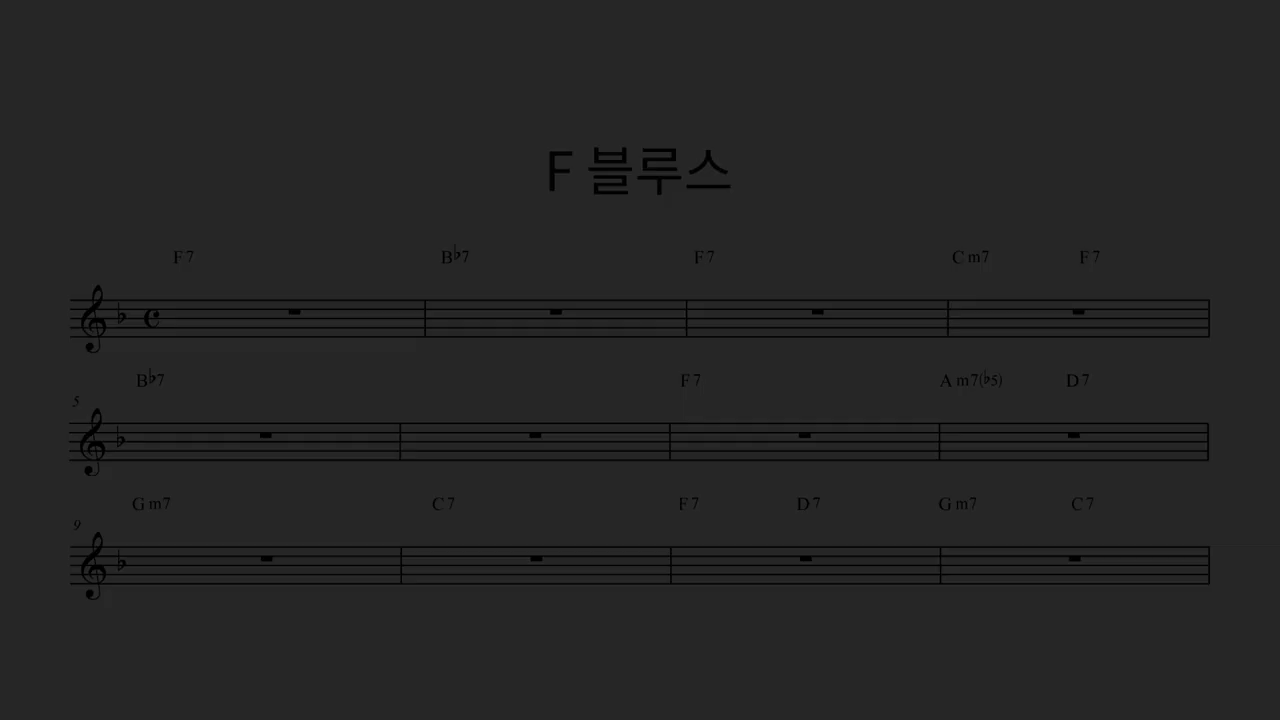 F 블루스
F7 B♭7 F7 Cm7 F7
B♭7 F7 Am7(♭5) D7
5
Gm7 C7 F7 D7 Gm7 C7
9